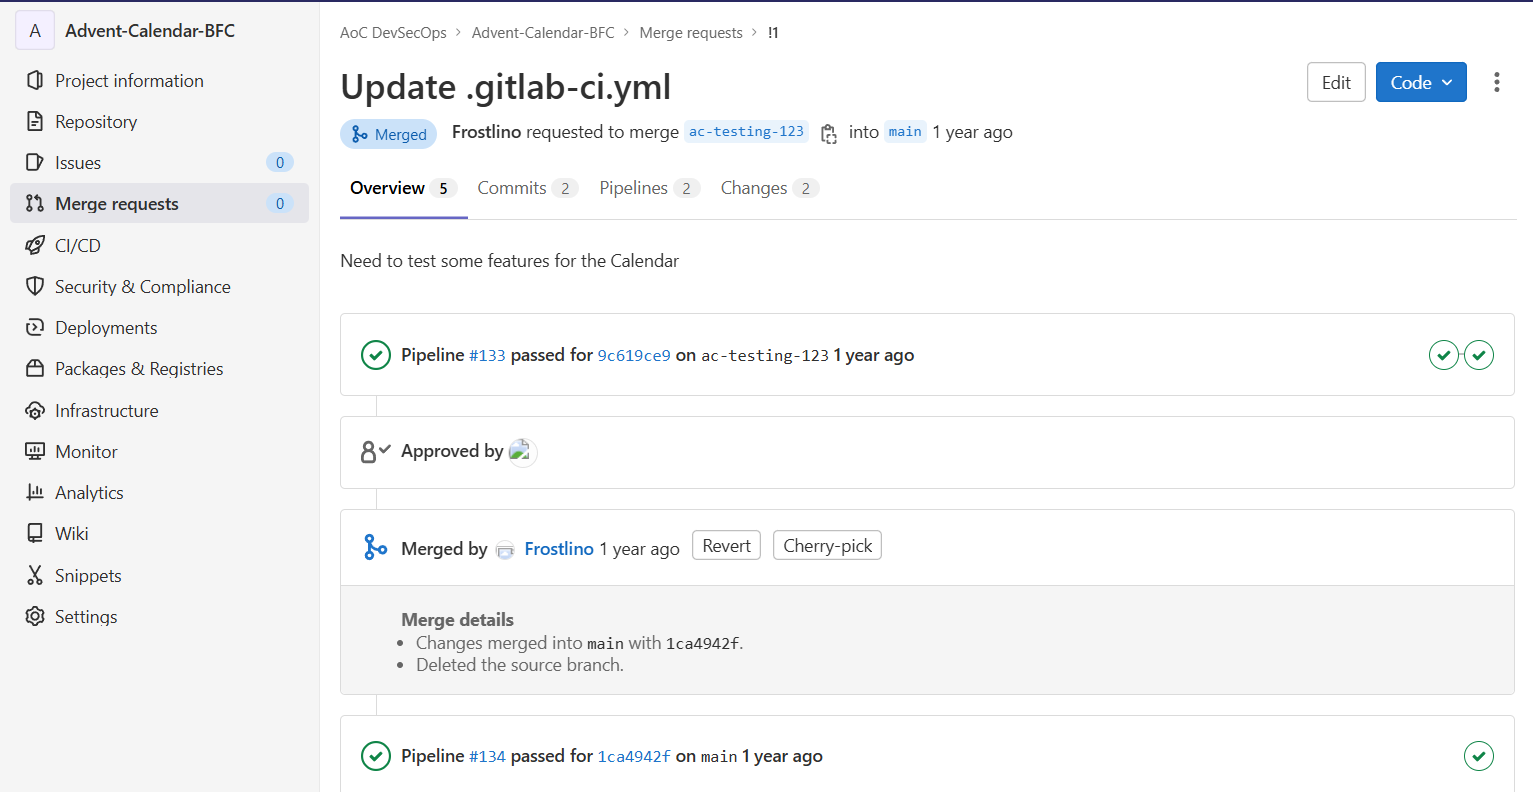 A Advent-Calendar-BFC
Project information
Repository
Issues 0
Merge requests 0
CI/CD
Security & Compliance
Deployments
Packages & Registries
Infrastructure
Monitor
Analytics
Wiki
Snippets
Settings
AoC DevSecOps › Advent-Calendar-BFC › Merge requests › !1
Update .gitlab-ci.yml
Edit Code
Merged Frostlino requested to merge ac-testing-123 into main 1 year ago
Overview 5 Commits 2 Pipelines 2 Changes 2
Need to test some features for the Calendar
Pipeline #133 passed for 9c619ce9 on ac-testing-123 1 year ago
Approved by
Merged by Frostlino 1 year ago Revert Cherry-pick
Merge details
• Changes merged into main with 1ca4942f.
• Deleted the source branch.
Pipeline #134 passed for 1ca4942f on main 1 year ago